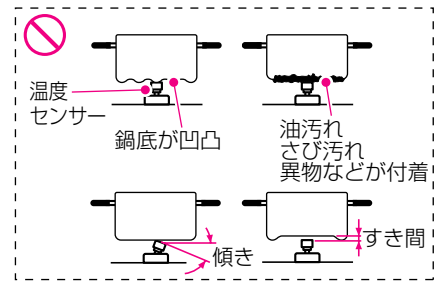 温度
センサー
鍋底が凹凸
油汚れ
さび汚れ
異物などが付着
傾き
すき間